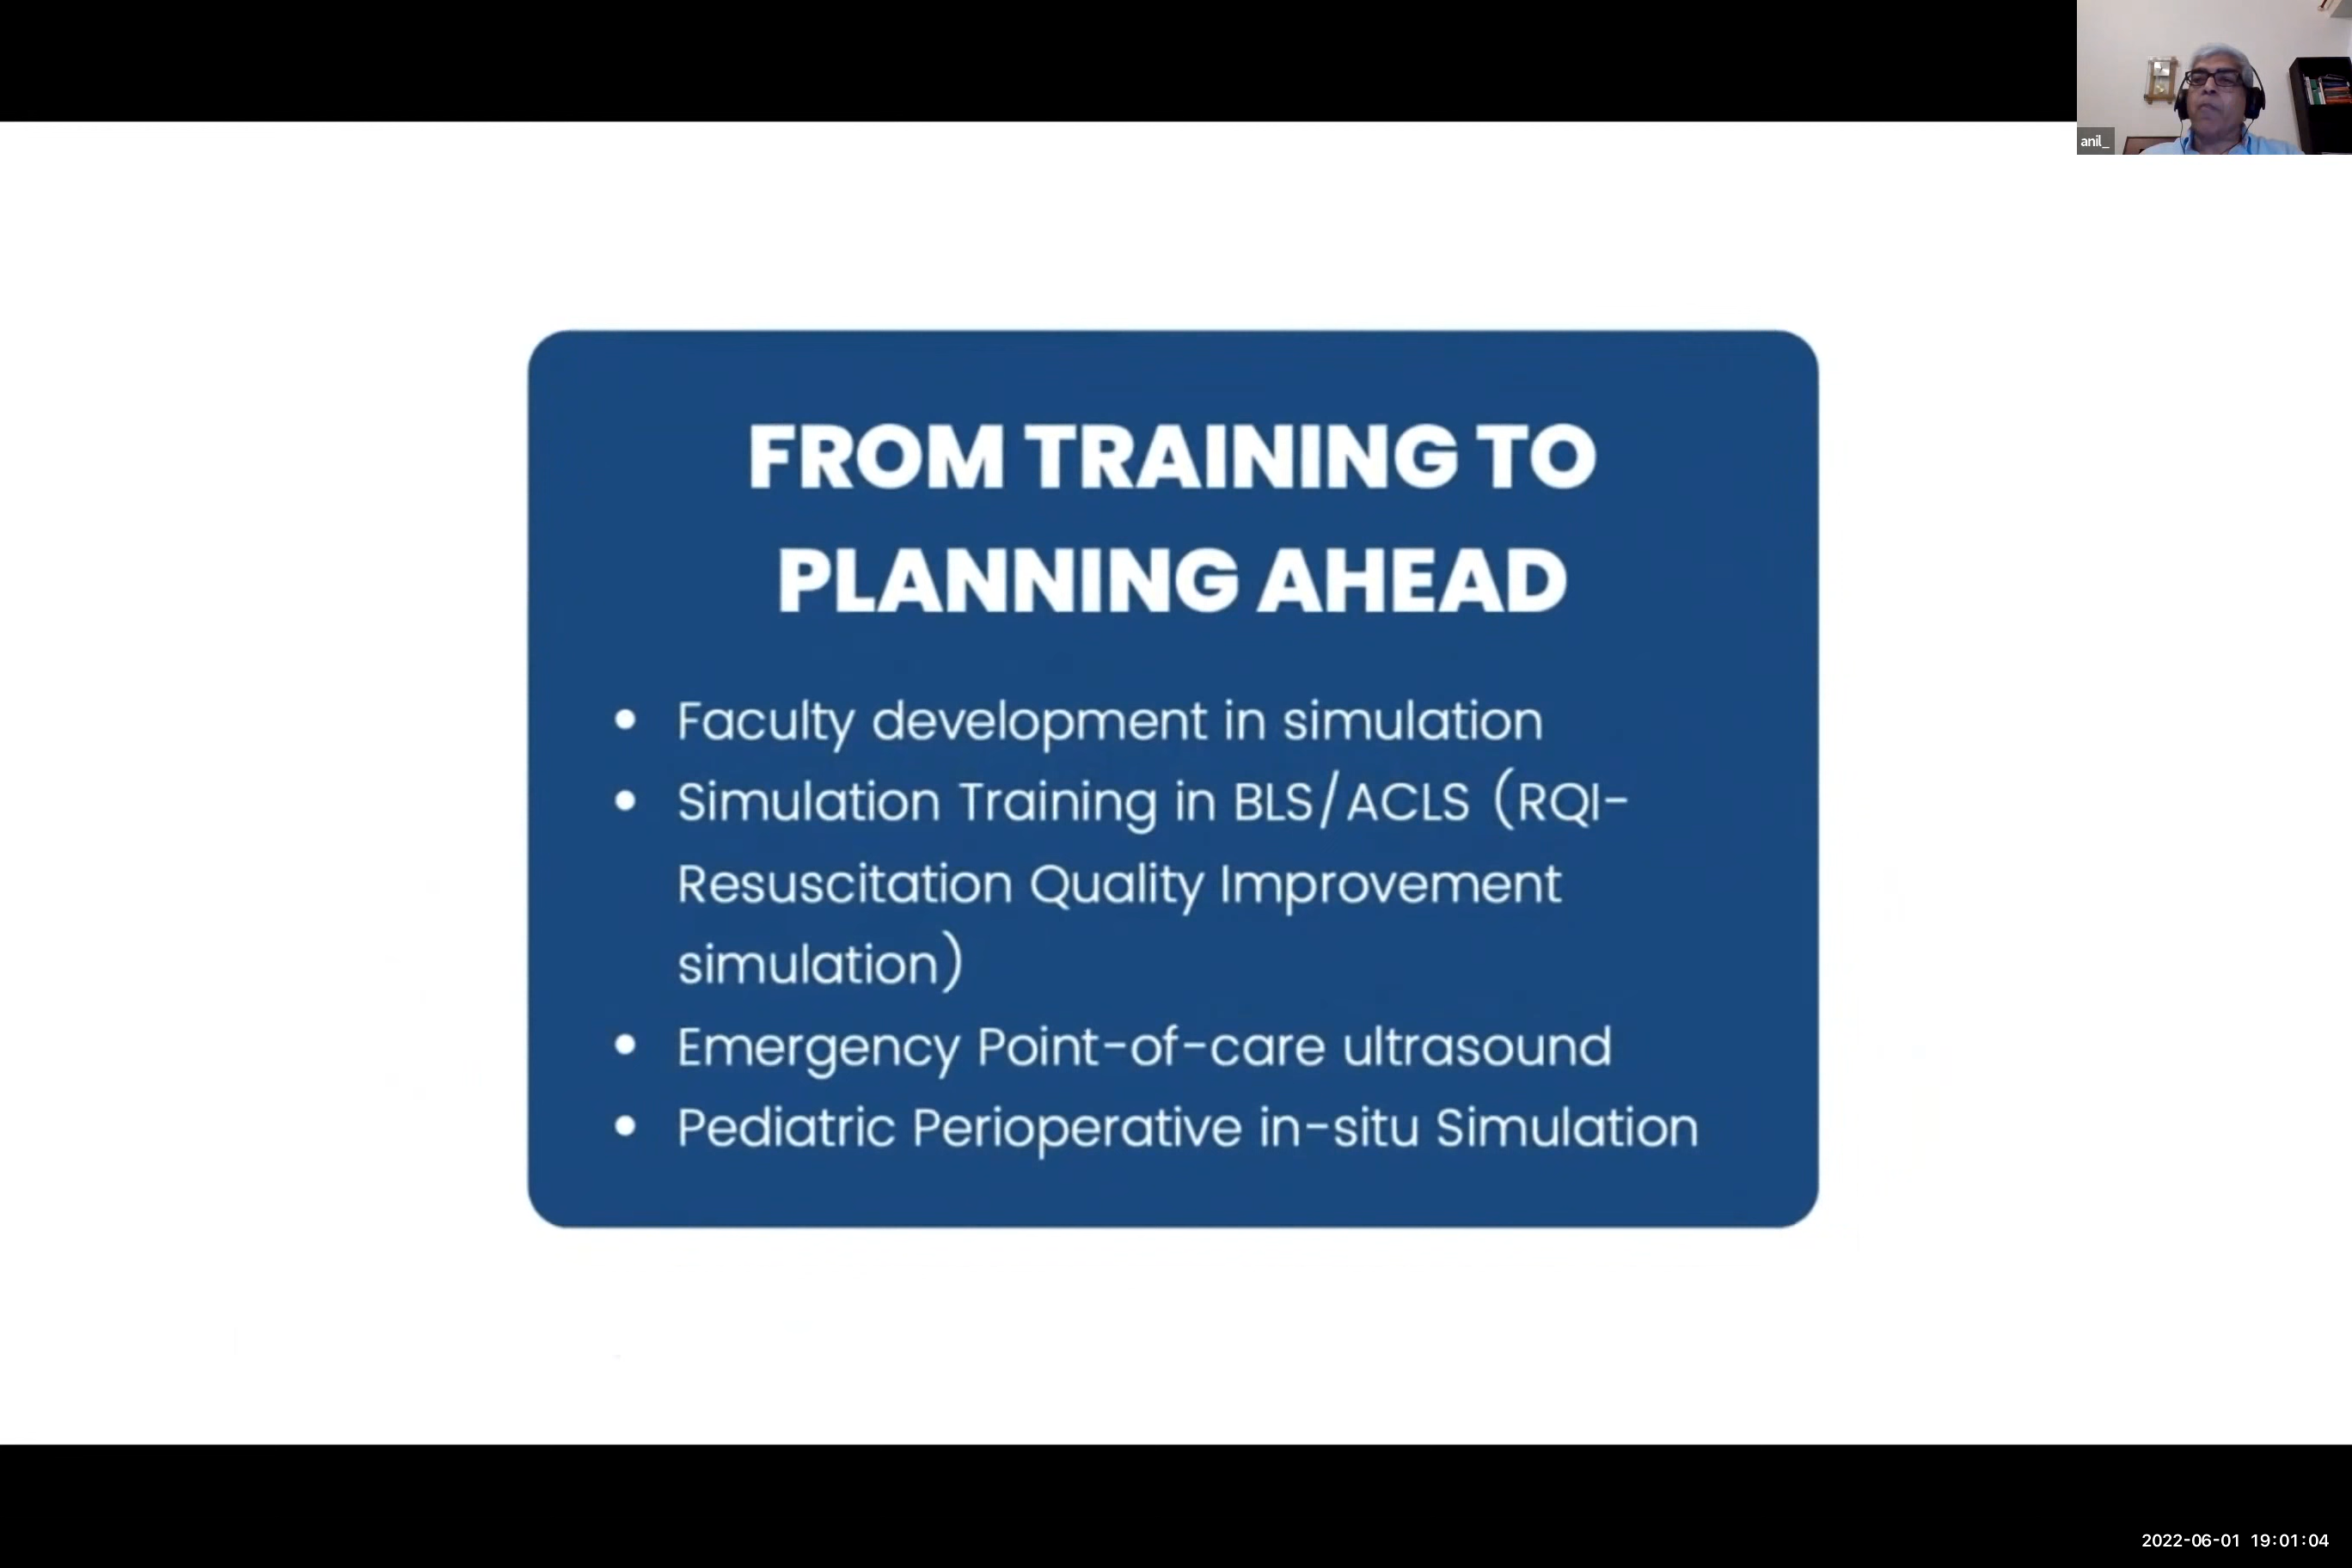 anil_
FROM TRAINING TO
PLANNING AHEAD
• Faculty development in simulation
• Simulation Training in BLS/ACLS (RQI-
Resuscitation Quality Improvement
simulation)
• Emergency Point-of-care ultrasound
• Pediatric Perioperative in-situ Simulation
2022-06-01 19:01:04